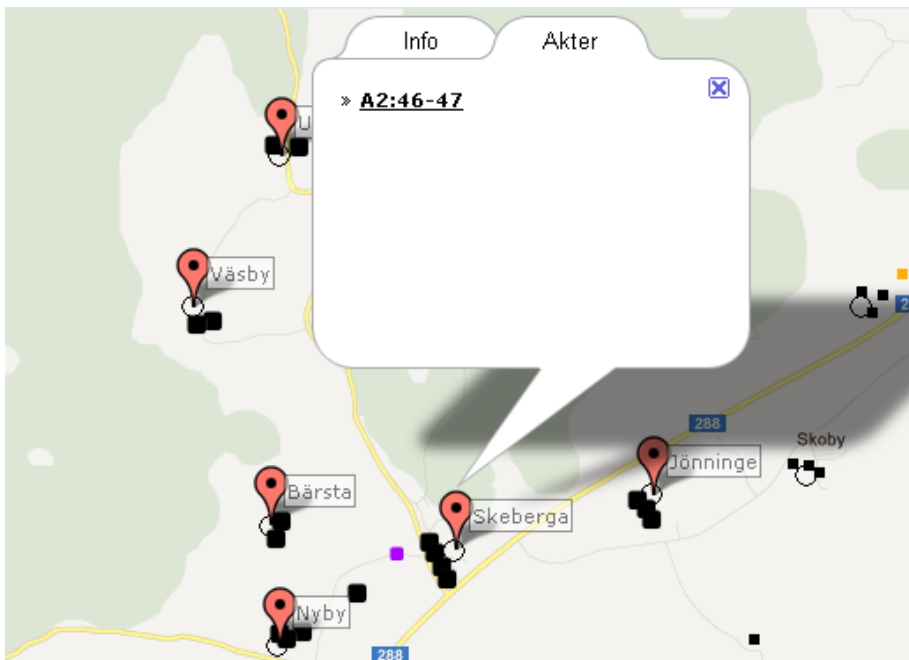 Info
Akter
» A2:46-47
U
Väsby
288
Skoby
Jönninge
Bärsta
Skeberga
Nyby
288